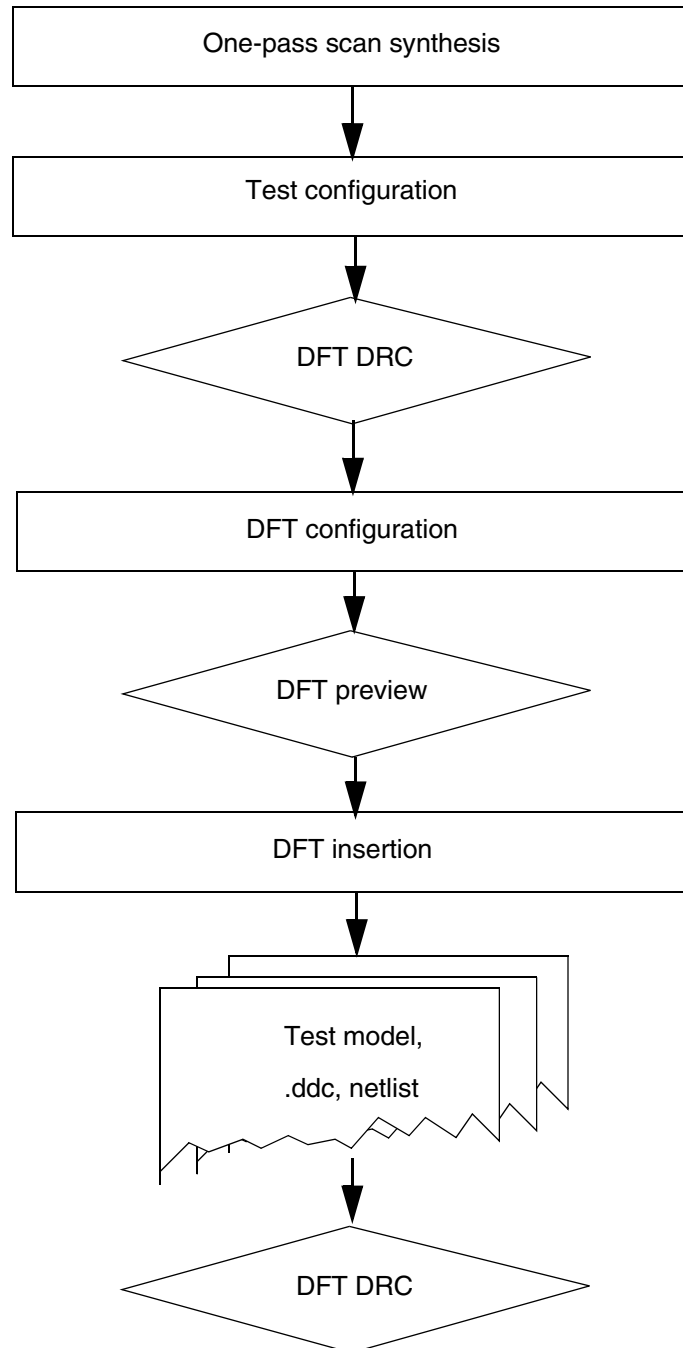 One-pass scan synthesis
Test configuration
DFT DRC
DFT configuration
DFT preview
DFT insertion
Test model,
.ddc, netlist
DFT DRC